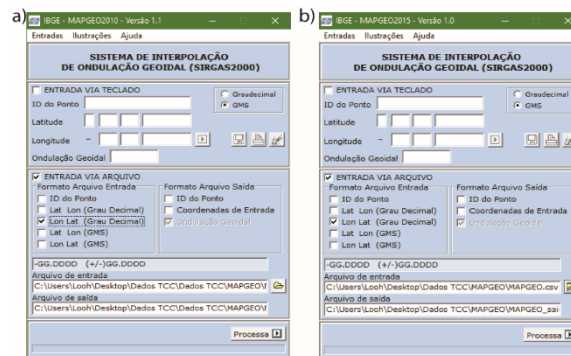 a)
IBGE - MAPGEO2010 - Versão 1.1
Entradas Ilustrações Ajuda
SISTEMA DE INTERPOLAÇÃO
DE ONDULAÇÃO GEOIDAL (SIRGAS2000)
ENTRADA VIA TECLADO
ID do Ponto
Graudecimal
GMS
Latitude
Longitude -
Ondulação Geoidal
ENTRADA VIA ARQUIVO
Formato Arquivo Entrada
ID do Ponto
Lat Lon (Grau Decimal)
Lon Lat (Grau Decimal)
Lat Lon (GMS)
Lon Lat (GMS)
Formato Arquivo Saída
ID do Ponto
Coordenadas de Entrada
Ondulação Geoidal
-GG.DDDD (+/-)GG.DDDD
Arquivo de entrada
C:\Users\Looh\Desktop\Dados TCC\Dados TCC\MAPGEO\
Arquivo de saída
C:\Users\Looh\Desktop\Dados TCC\Dados TCC\MAPGEO\
Processa
b)
IBGE - MAPGEO2015 - Versão 1.0
Entradas Ilustrações Ajuda
SISTEMA DE INTERPOLAÇÃO
DE ONDULAÇÃO GEOIDAL (SIRGAS2000)
ENTRADA VIA TECLADO
ID do Ponto
Graudecimal
GMS
Latitude
Longitude -
Ondulação Geoidal
ENTRADA VIA ARQUIVO
Formato Arquivo Entrada
ID do Ponto
Lat Lon (Grau Decimal)
Lon Lat (Grau Decimal)
Lat Lon (GMS)
Lon Lat (GMS)
Formato Arquivo Saída
ID do Ponto
Coordenadas de Entrada
Ondulação Geoidal
-GG.DDDD (+/-)GG.DDDD
Arquivo de entrada
C:\Users\Looh\Desktop\Dados TCC\MAPGEO\MAPGEO.csv
Arquivo de saída
C:\Users\Looh\Desktop\Dados TCC\MAPGEO\MAPGEO_sai
Processa